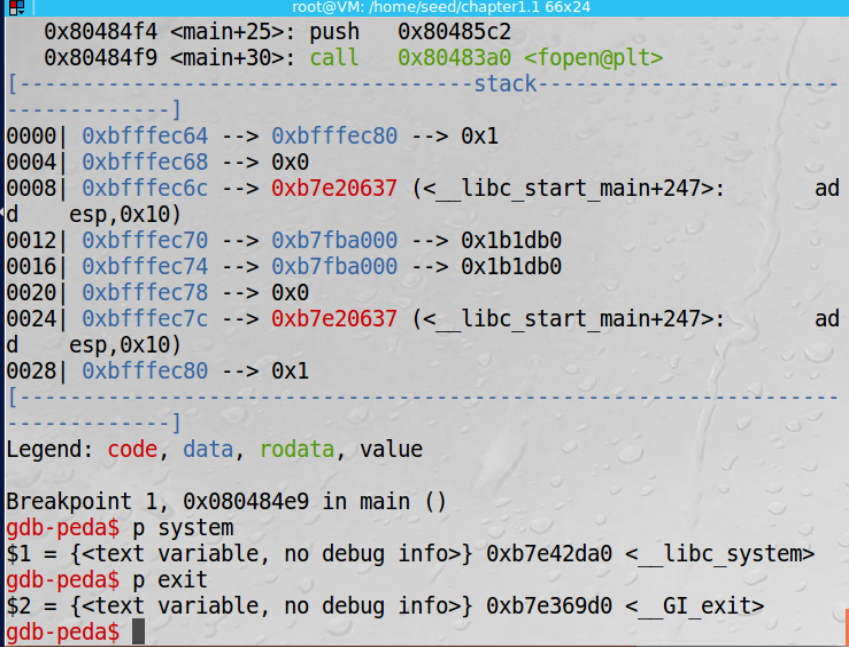 root@VM: /home/seed/chapter1.1 66x24
0x80484f4 <main+25>: push   0x80485c2
0x80484f9 <main+30>: call   0x80483a0 <fopen@plt>
[------------------------------------stack------------------------
-------------]
0000| 0xbfffec64 --> 0xbfffec80 --> 0x1
0004| 0xbfffec68 --> 0x0
0008| 0xbfffec6c --> 0xb7e20637 (<__libc_start_main+247>:       ad
d    esp,0x10)
0012| 0xbfffec70 --> 0xb7fba000 --> 0x1b1db0
0016| 0xbfffec74 --> 0xb7fba000 --> 0x1b1db0
0020| 0xbfffec78 --> 0x0
0024| 0xbfffec7c --> 0xb7e20637 (<__libc_start_main+247>:       ad
d    esp,0x10)
0028| 0xbfffec80 --> 0x1
[-----------------------------------------------------------------
-------------]
Legend: code, data, rodata, value
Breakpoint 1, 0x080484e9 in main ()
gdb-peda$ p system
$1 = {<text variable, no debug info>} 0xb7e42da0 <__libc_system>
gdb-peda$ p exit
$2 = {<text variable, no debug info>} 0xb7e369d0 <__GI_exit>
gdb-peda$